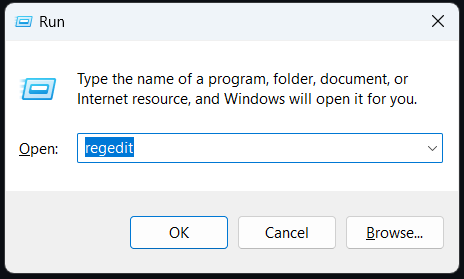 Run
Type the name of a program, folder, document, or
Internet resource, and Windows will open it for you.
Open: regedit
OK Cancel Browse...